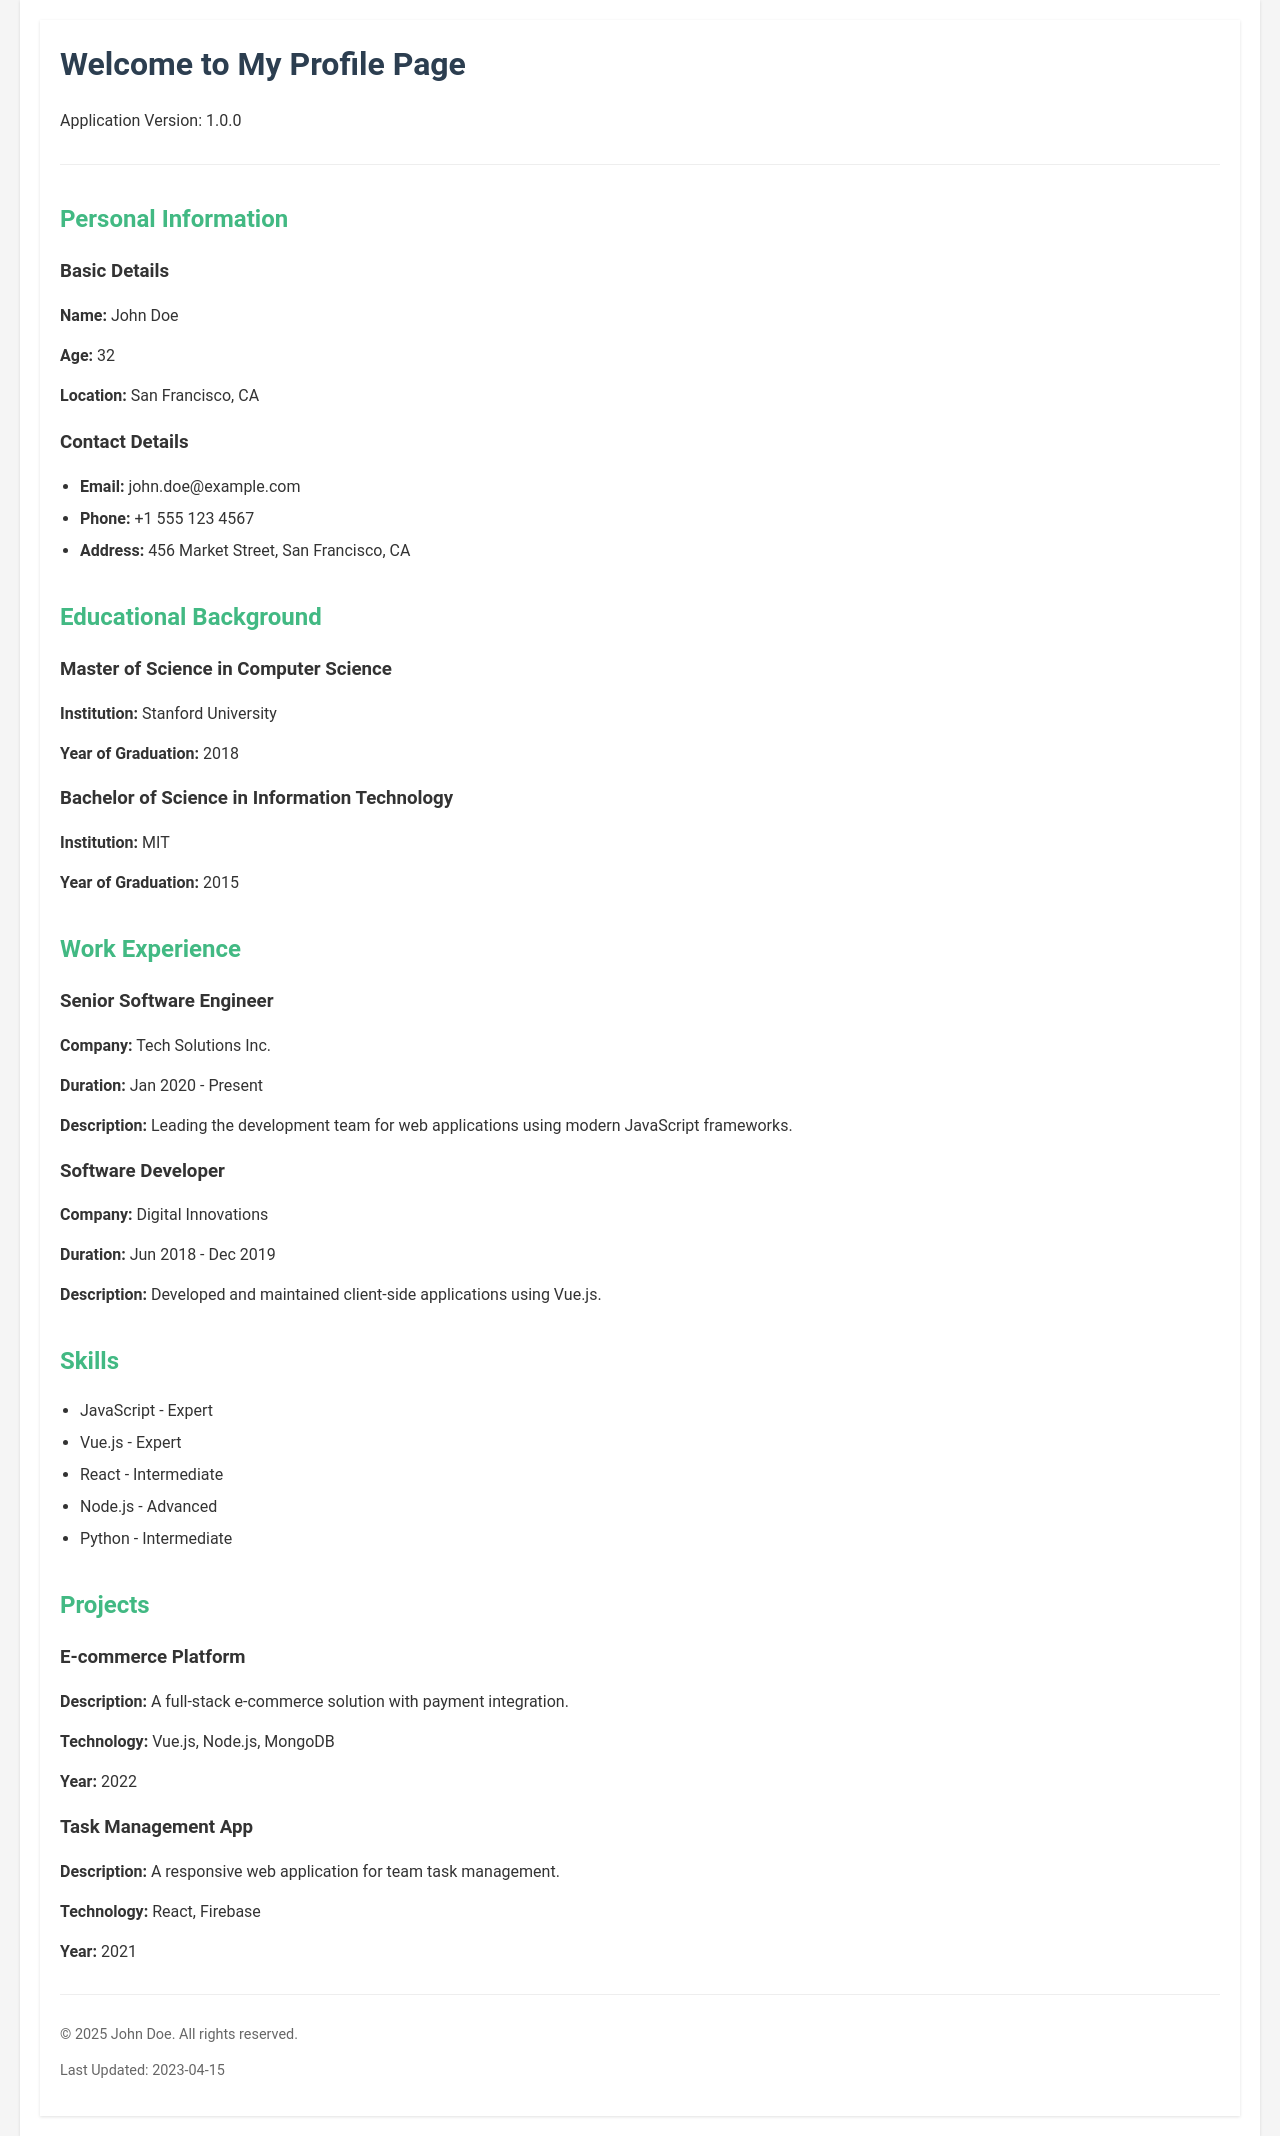 Welcome to My Profile Page
Application Version: 1.0.0
Personal Information
Basic Details
Name: John Doe
Age: 32
Location: San Francisco, CA
Contact Details
• Email: john.doe@example.com
• Phone: +1 555 123 4567
• Address: 456 Market Street, San Francisco, CA
Educational Background
Master of Science in Computer Science
Institution: Stanford University
Year of Graduation: 2018
Bachelor of Science in Information Technology
Institution: MIT
Year of Graduation: 2015
Work Experience
Senior Software Engineer
Company: Tech Solutions Inc.
Duration: Jan 2020 - Present
Description: Leading the development team for web applications using modern JavaScript frameworks.
Software Developer
Company: Digital Innovations
Duration: Jun 2018 - Dec 2019
Description: Developed and maintained client-side applications using Vue.js.
Skills
• JavaScript - Expert
• Vue.js - Expert
• React - Intermediate
• Node.js - Advanced
• Python - Intermediate
Projects
E-commerce Platform
Description: A full-stack e-commerce solution with payment integration.
Technology: Vue.js, Node.js, MongoDB
Year: 2022
Task Management App
Description: A responsive web application for team task management.
Technology: React, Firebase
Year: 2021
© 2025 John Doe. All rights reserved.
Last Updated: 2023-04-15